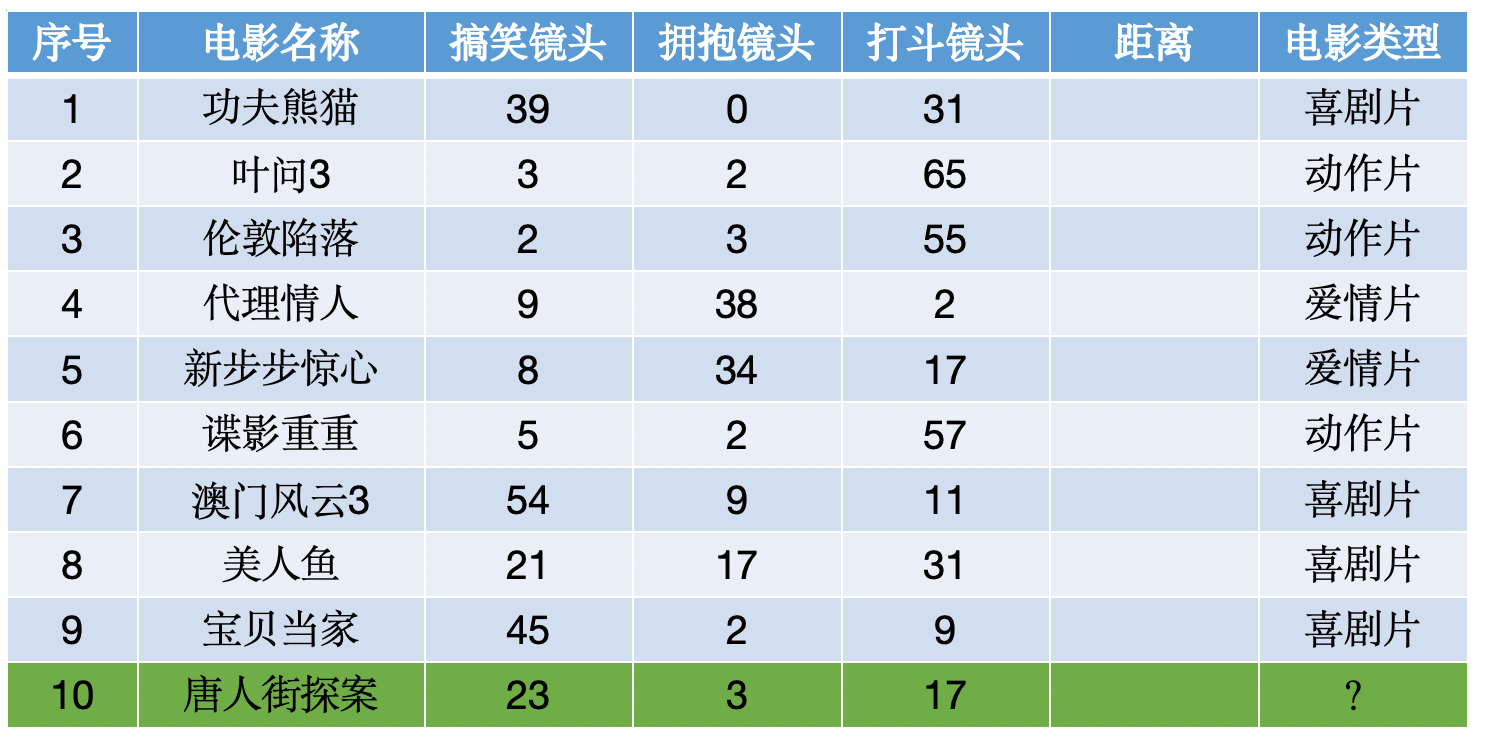 序号 电影名称 搞笑镜头 拥抱镜头 打斗镜头 距离 电影类型
1 功夫熊猫 39 0 31 喜剧片
2 叶问3 3 2 65 动作片
3 伦敦陷落 2 3 55 动作片
4 代理情人 9 38 2 爱情片
5 新步步惊心 8 34 17 爱情片
6 谍影重重 5 2 57 动作片
7 澳门风云3 54 9 11 喜剧片
8 美人鱼 21 17 31 喜剧片
9 宝贝当家 45 2 9 喜剧片
10 唐人街探案 23 3 17 ?